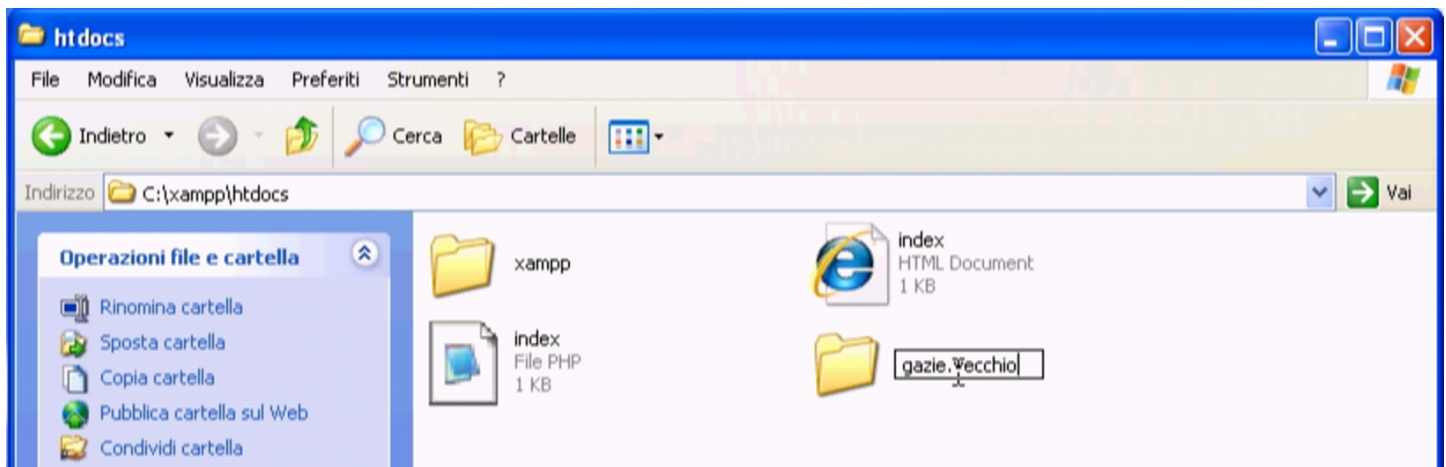 htdocs
File Modifica Visualizza Preferiti Strumenti ?
Indietro Cerca Cartelle
Indirizzo C:\xampp\htdocs Vai
Operazioni file e cartella
Rinomina cartella
Sposta cartella
Copia cartella
Pubblica cartella sul Web
Condividi cartella
xampp
index
HTML Document
1 KB
index
File PHP
1 KB
gazie.vecchio